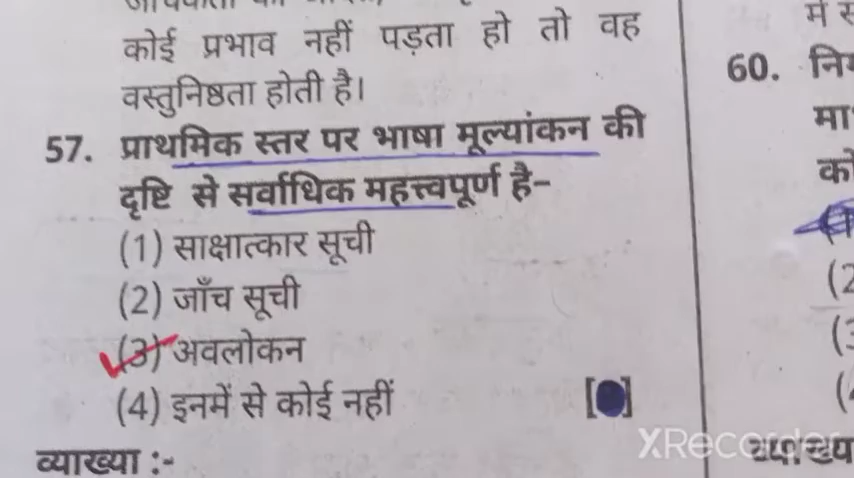 कोई प्रभाव नहीं पड़ता हो तो वह
वस्तुनिष्ठता होती है।
57. प्राथमिक स्तर पर भाषा मूल्यांकन की
दृष्टि से सर्वाधिक महत्त्वपूर्ण है-
(1) साक्षात्कार सूची
(2) जाँच सूची
(3) अवलोकन
(4) इनमें से कोई नहीं [ ]
व्याख्या :-
में
60.
को
(2
XRecorder